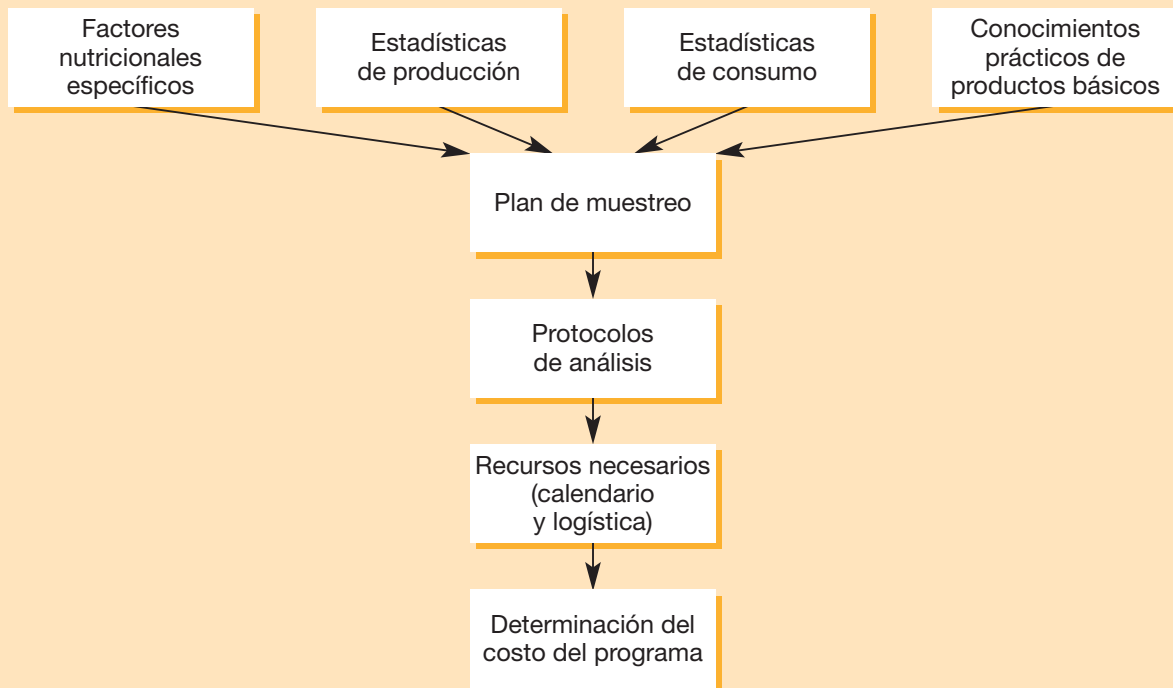 Factores
nutricionales
específicos
Estadísticas
de producción
Estadísticas
de consumo
Conocimientos
prácticos de
productos básicos
Plan de muestreo
Protocolos
de análisis
Recursos necesarios
(calendario
y logística)
Determinación del
costo del programa